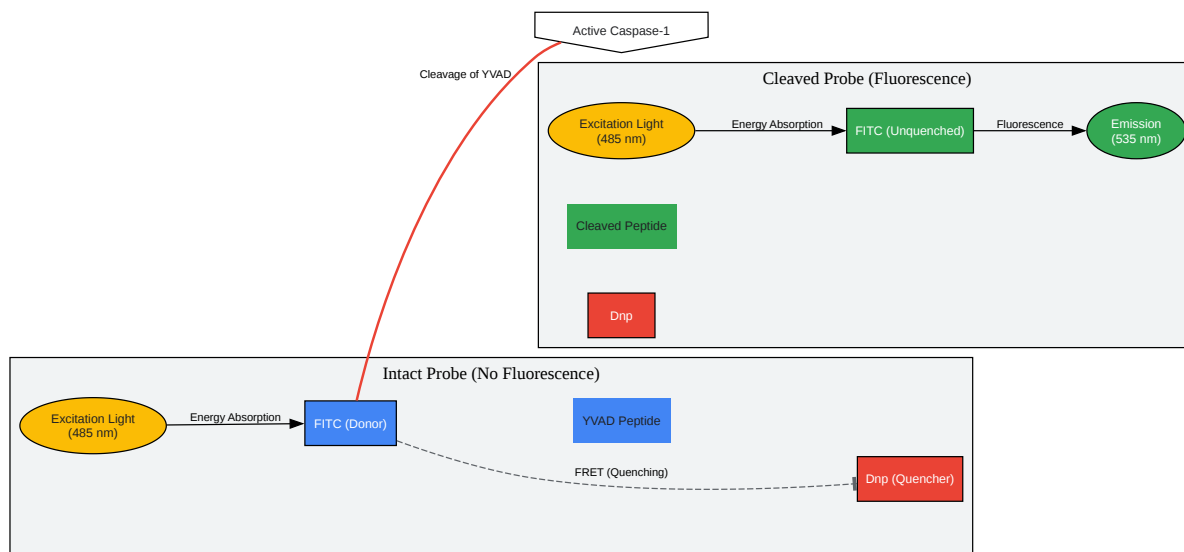 Active Caspase-1
Cleavage of YVAD
Cleaved Probe (Fluorescence)
Excitation Light
(485 nm)
Energy Absorption
FITC (Unquenched)
Fluorescence
Emission
(535 nm)
Cleaved Peptide
Dnp
Intact Probe (No Fluorescence)
Excitation Light
(485 nm)
Energy Absorption
FITC (Donor)
YVAD Peptide
FRET (Quenching)
Dnp (Quencher)